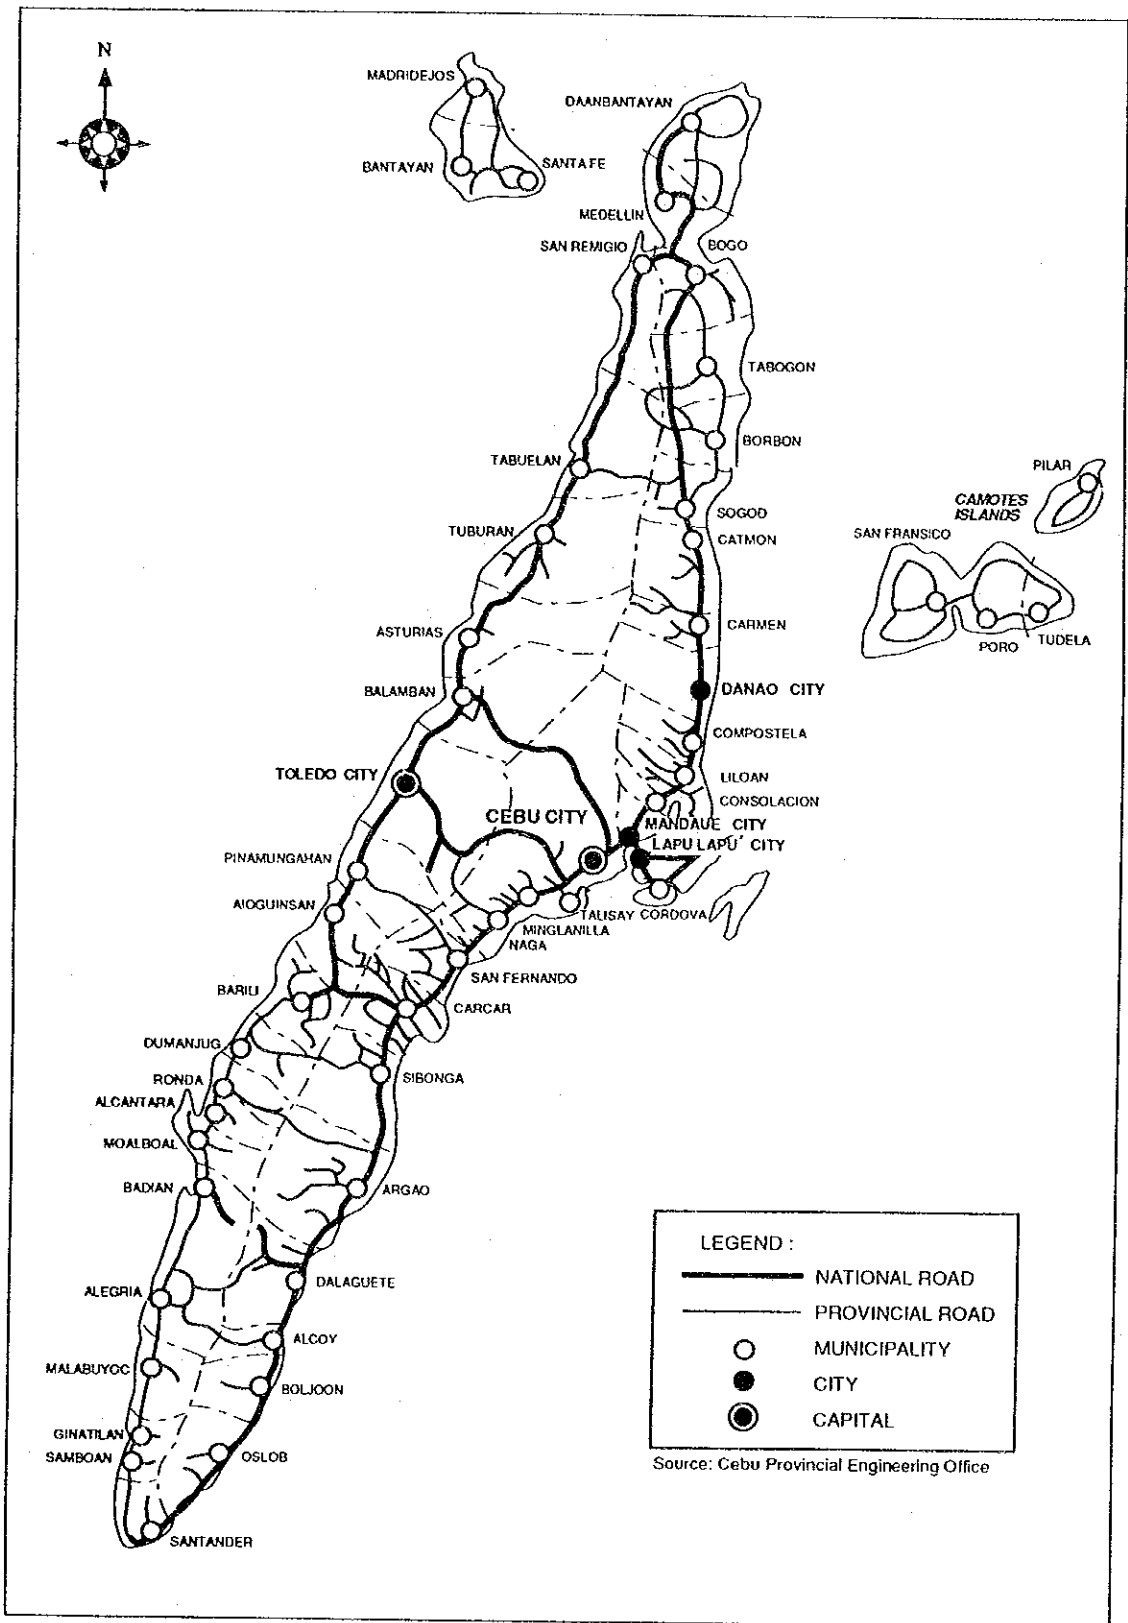 N
MADRIDEJOS
DAANBANTAYAN
BANTAYAN
SANTA FE
MEDELLIN
SAN REMIGIO
BOGO
TABOGON
BORBON
TABUELAN
PILAR
CAMOTES
ISLANDS
SOGOD
TUBURAN
CATMON
SAN FRANSICO
ASTURIAS
CARMEN
PORO
TUDELA
BALAMBAN
DANAO CITY
COMPOSTELA
TOLEDO CITY
LILOAN
CONSOLACION
CEBU CITY
MANDAUE CITY
LAPU LAPU' CITY
PINAMUNGAHAN
AIOGUINSAN
TALISAY
CORDOVA
MINGLANILLA
NAGA
SAN FERNANDO
BARILI
CARCAR
DUMANJUG
SIBONGA
RONDA
ALCANTARA
MOALBOAL
BADIAN
ARGAO
DALAGUETE
ALEGRIA
ALCOY
MALABUYOC
BOLJOON
GINATILAN
SAMBOAN
OSLOB
SANTANDER
LEGEND :
NATIONAL ROAD
PROVINCIAL ROAD
MUNICIPALITY
CITY
CAPITAL
Source: Cebu Provincial Engineering Office